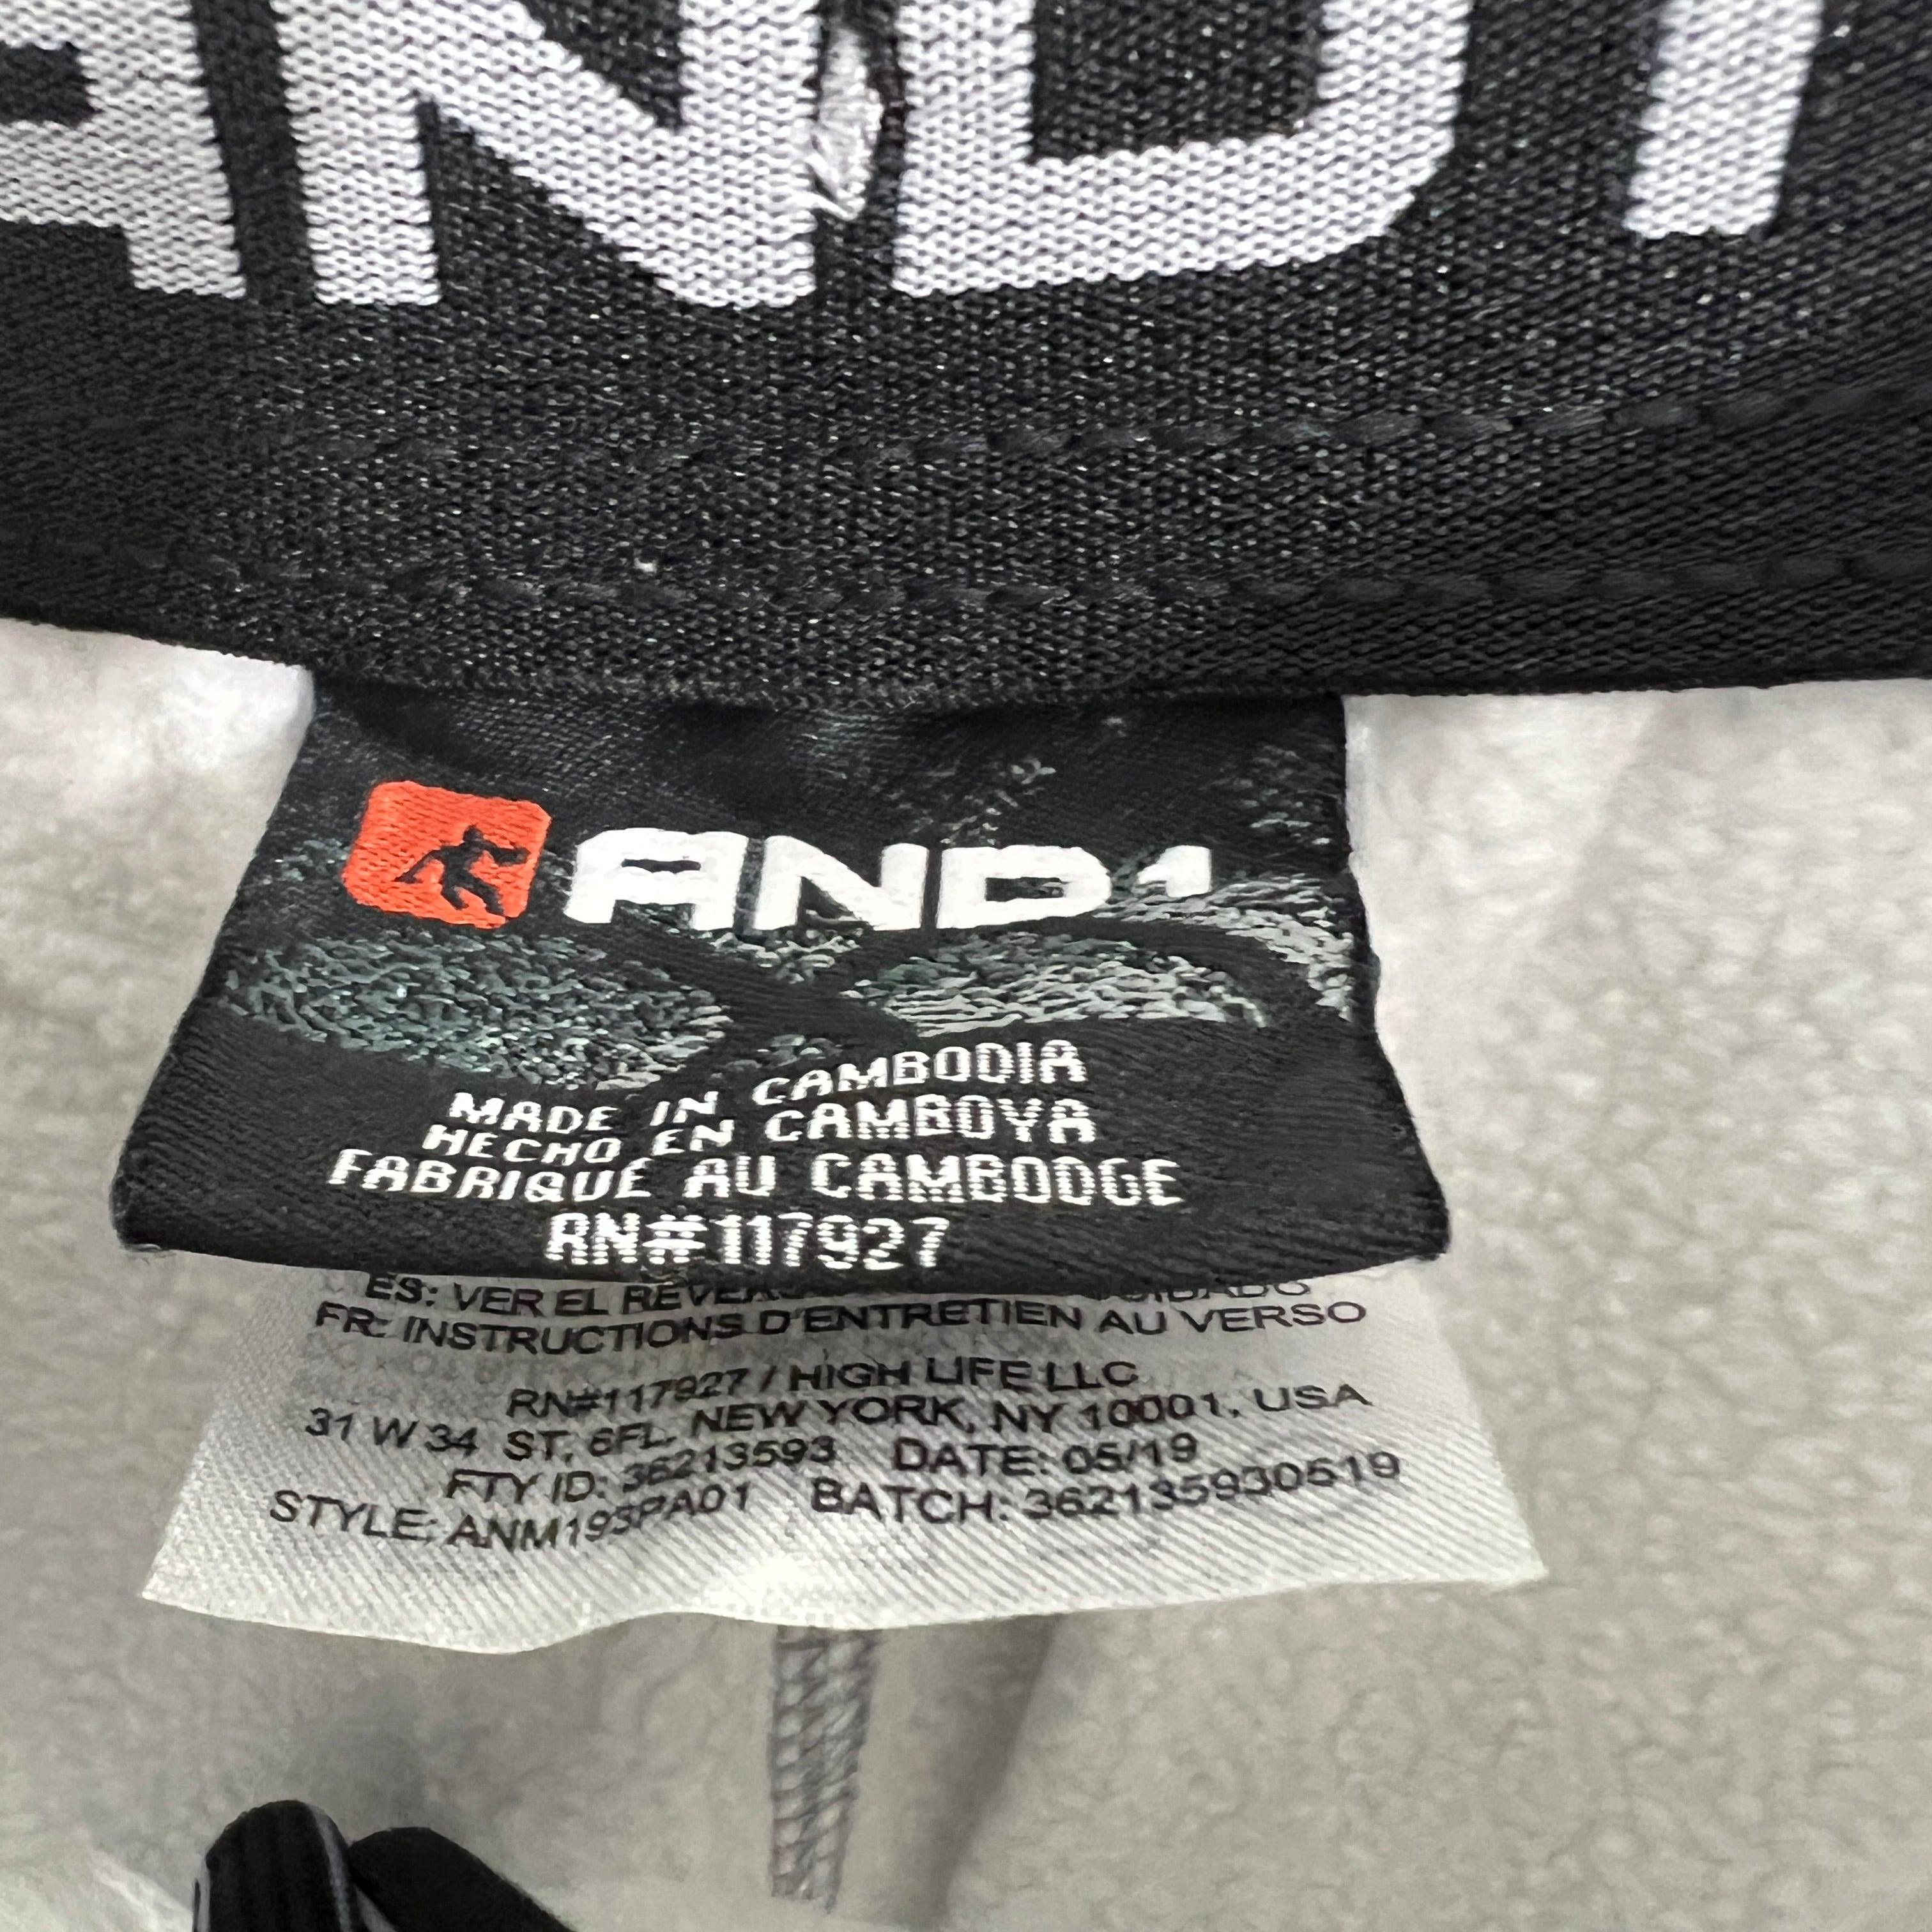 AND1
AND1
MADE IN CAMBODIA
HECHO EN CAMBOYA
FABRIQUE AU CAMBODGE
RN#117927
ES: VER EL REVERSO CUIDADO
FR: INSTRUCTIONS D'ENTRETIEN AU VERSO
RN#117927 / HIGH LIFE LLC
31 W 34 ST, 6FL, NEW YORK, NY 10001, USA
FTY ID: 36213593 DATE: 05/19
STYLE: ANM193PA01 BATCH: 362135930519